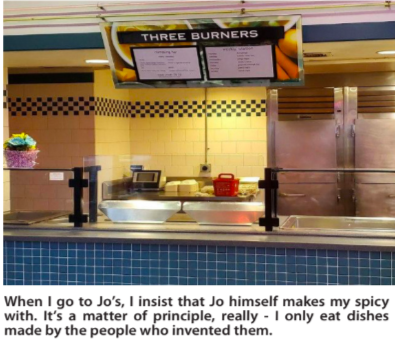 THREE BURNERS
When I go to Jo's, I insist that Jo himself makes my spicy
with. It's a matter of principle, really - I only eat dishes
made by the people who invented them.